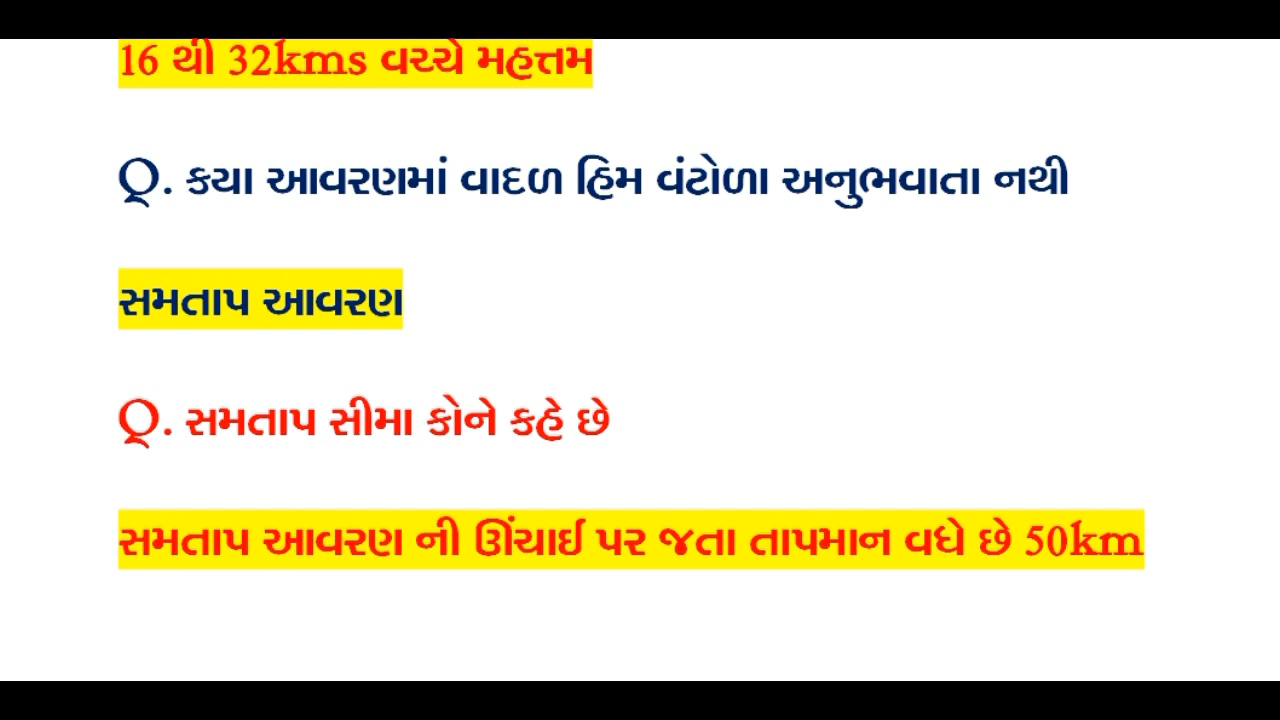 16 થી 32kms વચ્ચે મહત્તમ
Q. ક્યા આવરણમાં વાદળ હિમ વંટોળા અનુભવાતા નથી
સમતાપ આવરણ
Q. સમતાપ સીમા કોને કહે છે
સમતાપ આવરણ ની ઊંચાઈ પર જતા તાપમાન વધે છે 50km